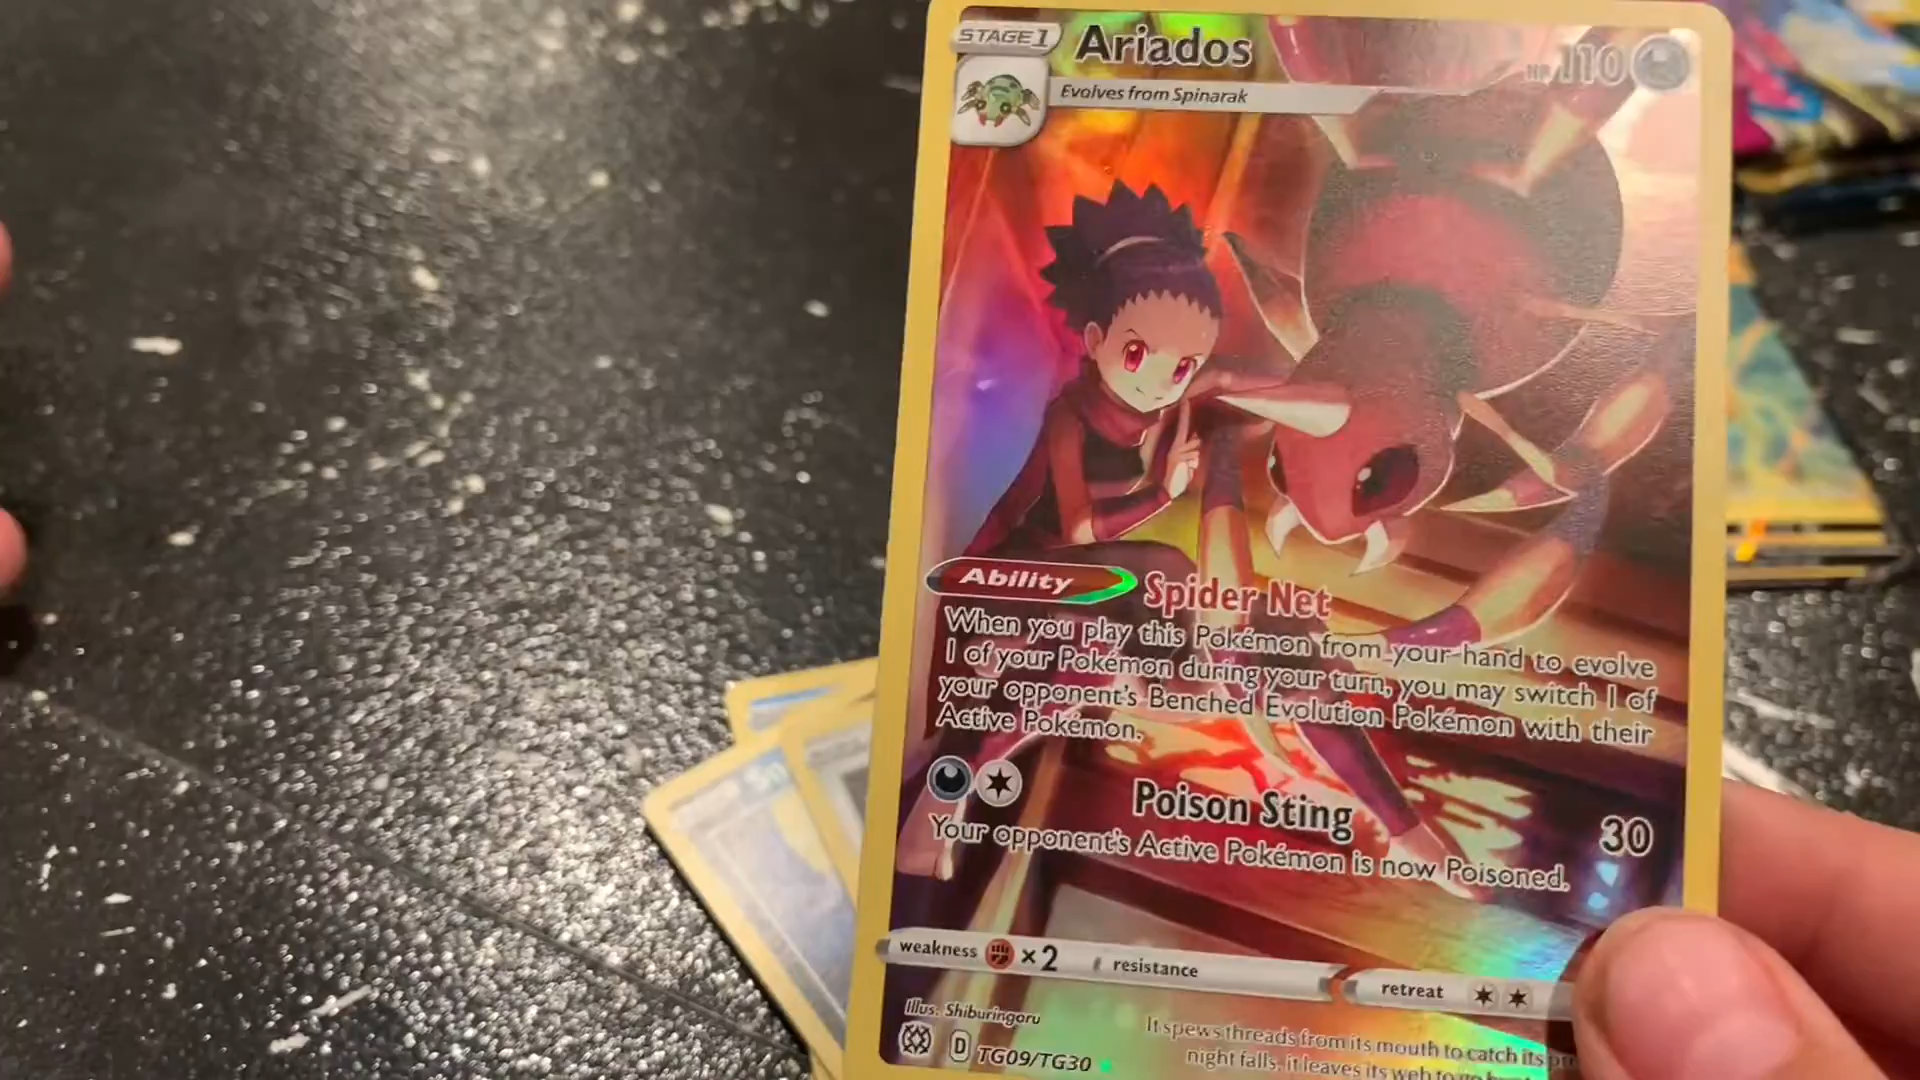 STAGE 1
Ariados
HP 110
Evolves from Spinarak
Ability
Spider Net
When you play this Pokémon from your hand to evolve
1 of your Pokémon during your turn, you may switch 1 of
your opponent's Benched Evolution Pokémon with their
Active Pokémon.
Poison Sting
30
Your opponent's Active Pokémon is now Poisoned.
weakness ×2
resistance
retreat
Illus. Shiburingaru
D TG09/TG30
It spews threads from its mouth to catch its
night falls, it leaves its web to go